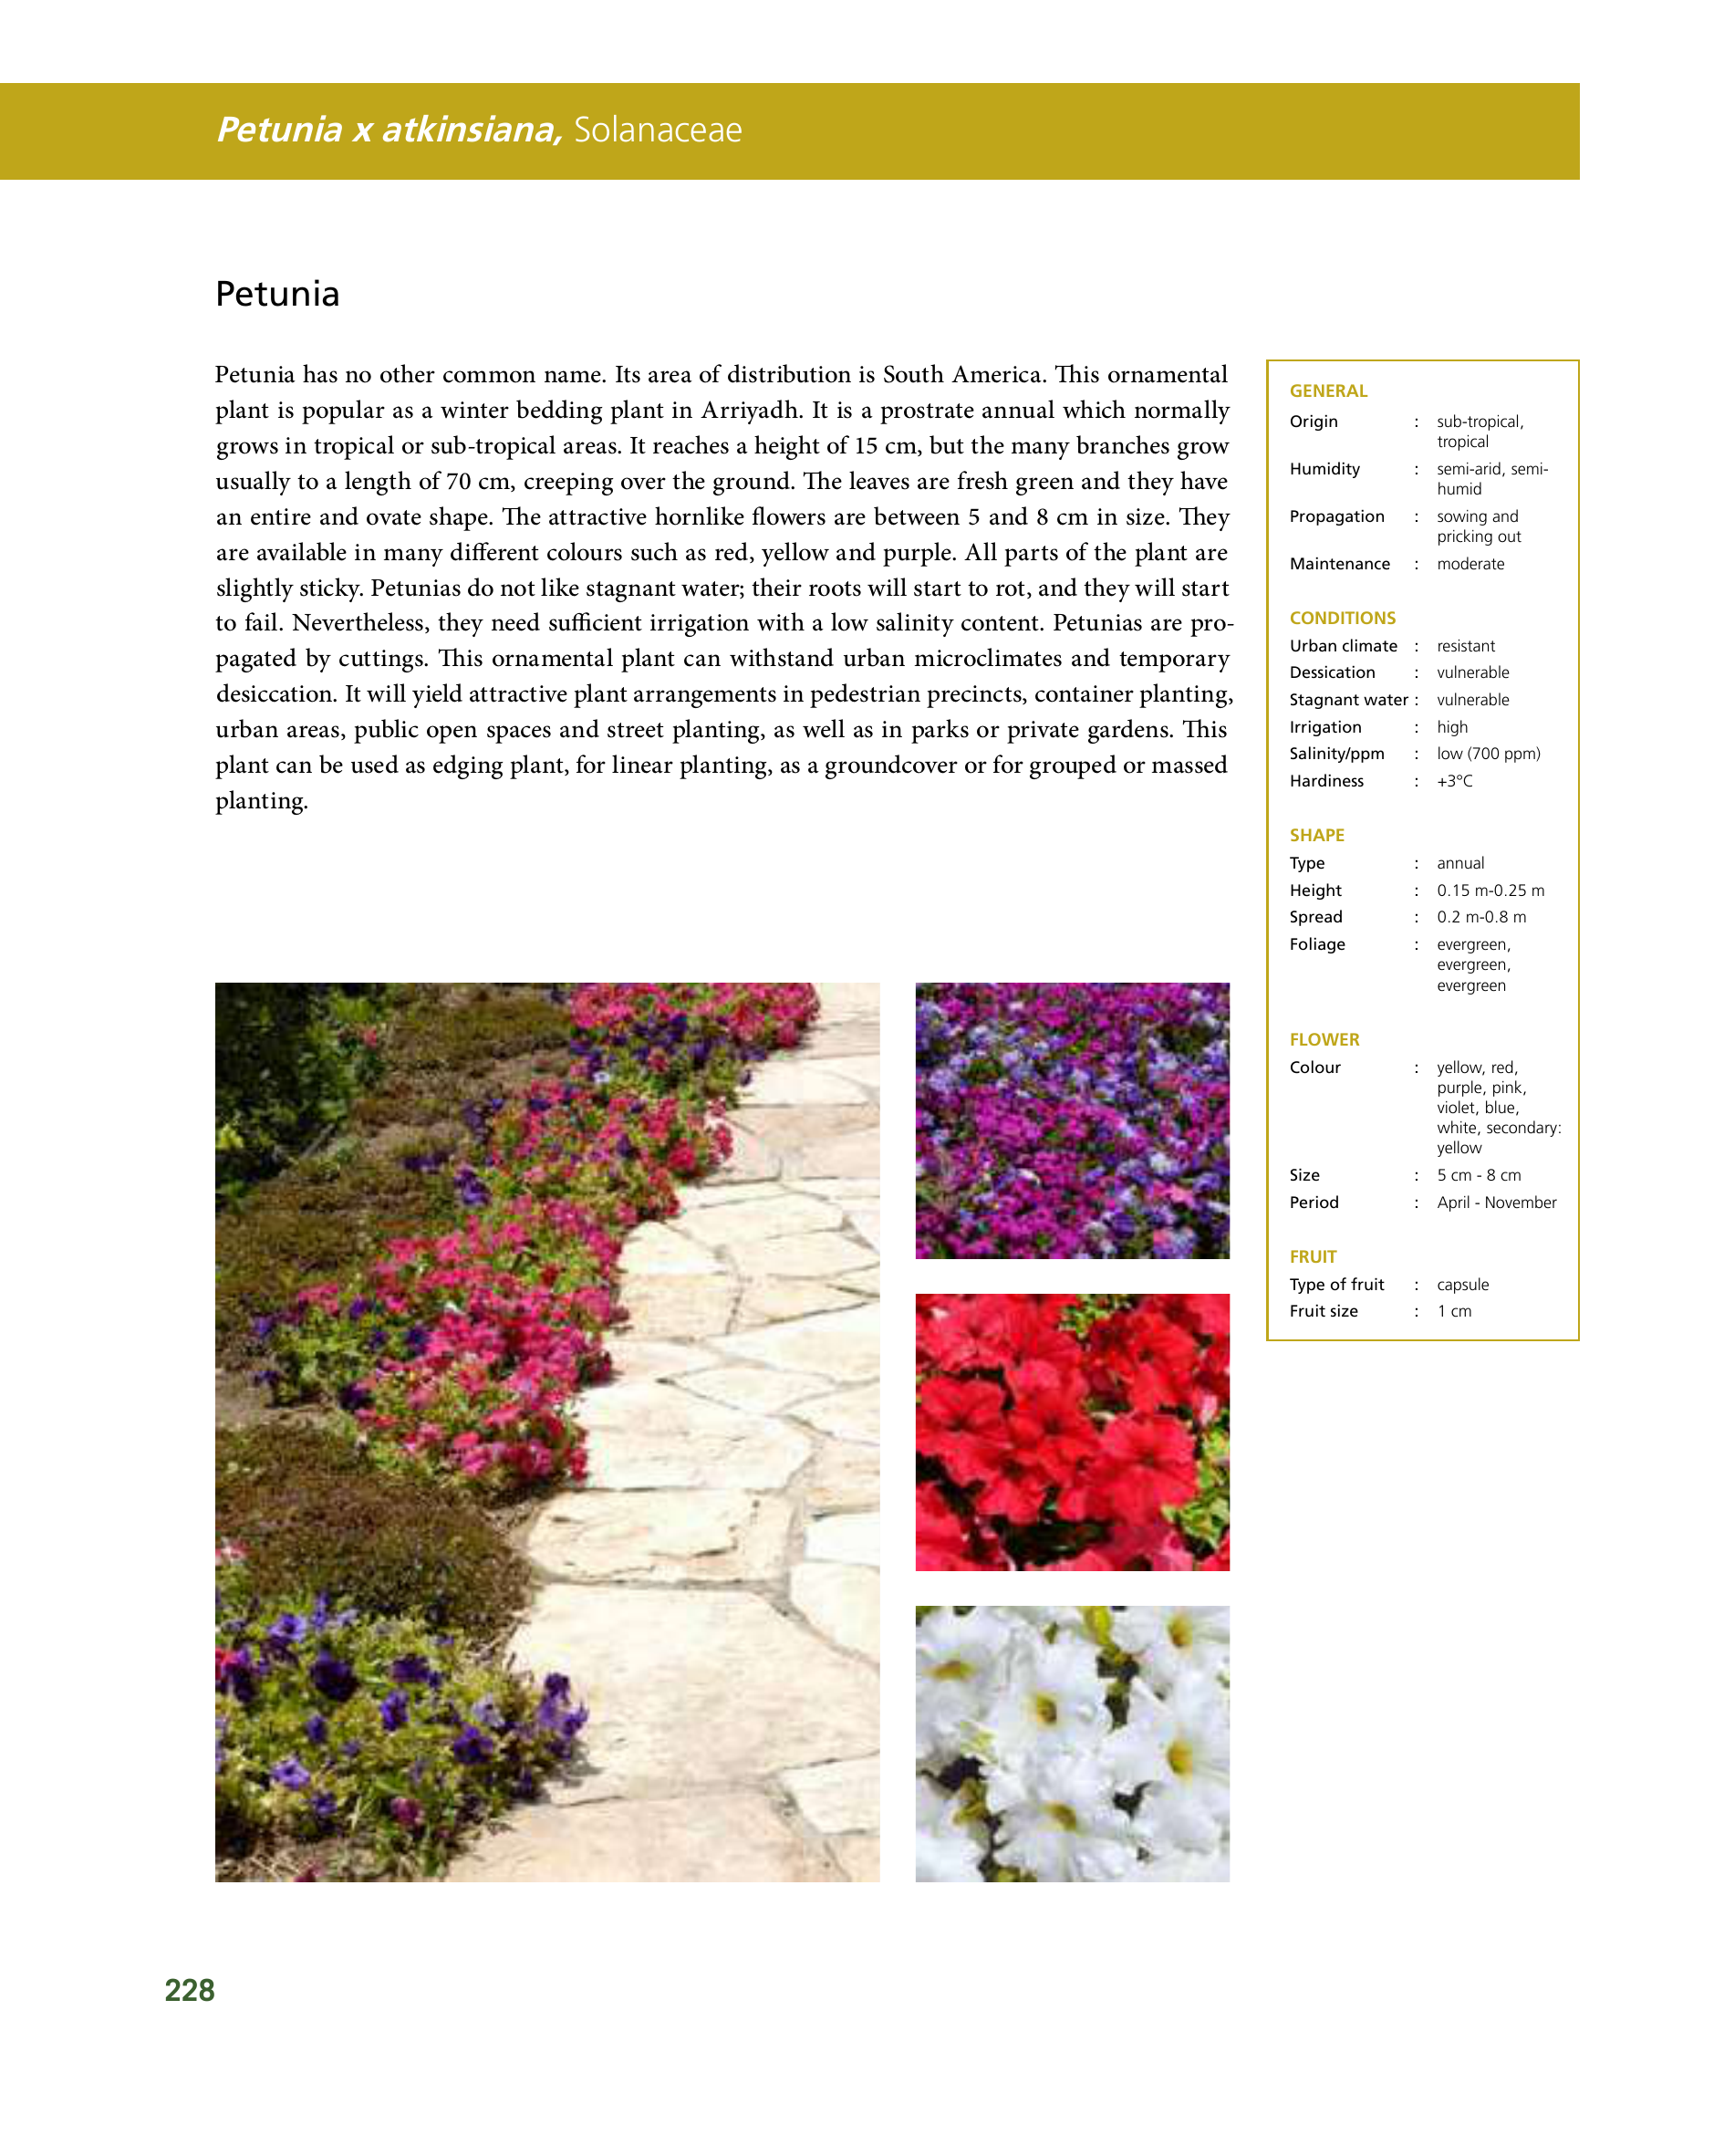 Petunia x atkinsiana, Solanaceae
Petunia
Petunia has no other common name. Its area of distribution is South America. This ornamental
plant is popular as a winter bedding plant in Arriyadh. It is a prostrate annual which normally
grows in tropical or sub-tropical areas. It reaches a height of 15 cm, but the many branches grow
usually to a length of 70 cm, creeping over the ground. The leaves are fresh green and they have
an entire and ovate shape. The attractive hornlike flowers are between 5 and 8 cm in size. They
are available in many different colours such as red, yellow and purple. All parts of the plant are
slightly sticky. Petunias do not like stagnant water; their roots will start to rot, and they will start
to fail. Nevertheless, they need sufficient irrigation with a low salinity content. Petunias are pro-
pagated by cuttings. This ornamental plant can withstand urban microclimates and temporary
desiccation. It will yield attractive plant arrangements in pedestrian precincts, container planting,
urban areas, public open spaces and street planting, as well as in parks or private gardens. This
plant can be used as edging plant, for linear planting, as a groundcover or for grouped or massed
planting.
GENERAL
Origin : sub-tropical,
tropical
Humidity : semi-arid, semi-
humid
Propagation : sowing and
pricking out
Maintenance : moderate
CONDITIONS
Urban climate : resistant
Dessication : vulnerable
Stagnant water : vulnerable
Irrigation : high
Salinity/ppm : low (700 ppm)
Hardiness : +3°C
SHAPE
Type : annual
Height : 0.15 m-0.25 m
Spread : 0.2 m-0.8 m
Foliage : evergreen,
evergreen,
evergreen
FLOWER
Colour : yellow, red,
purple, pink,
violet, blue,
white, secondary:
yellow
Size : 5 cm - 8 cm
Period : April - November
FRUIT
Type of fruit : capsule
Fruit size : 1 cm
228